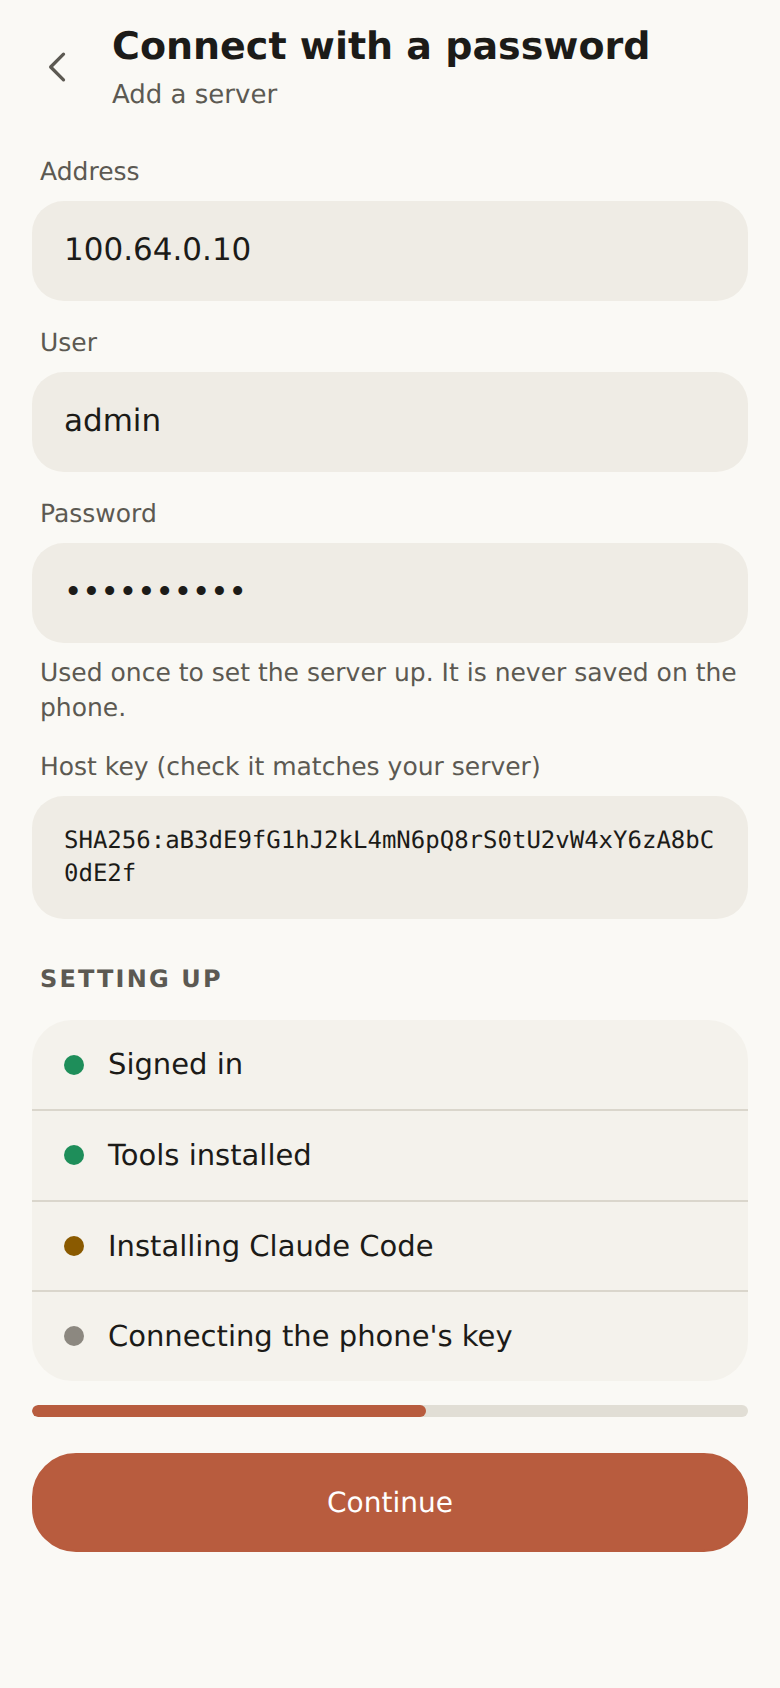 Connect with a password
Add a server
Address
100.64.0.10
User
admin
Password
••••••••••
Used once to set the server up. It is never saved on the
phone.
Host key (check it matches your server)
SHA256:aB3dE9fG1hJ2kL4mN6pQ8rS0tU2vW4xY6zA8bC
0dE2f
SETTING UP
Signed in
Tools installed
Installing Claude Code
Connecting the phone's key
Continue